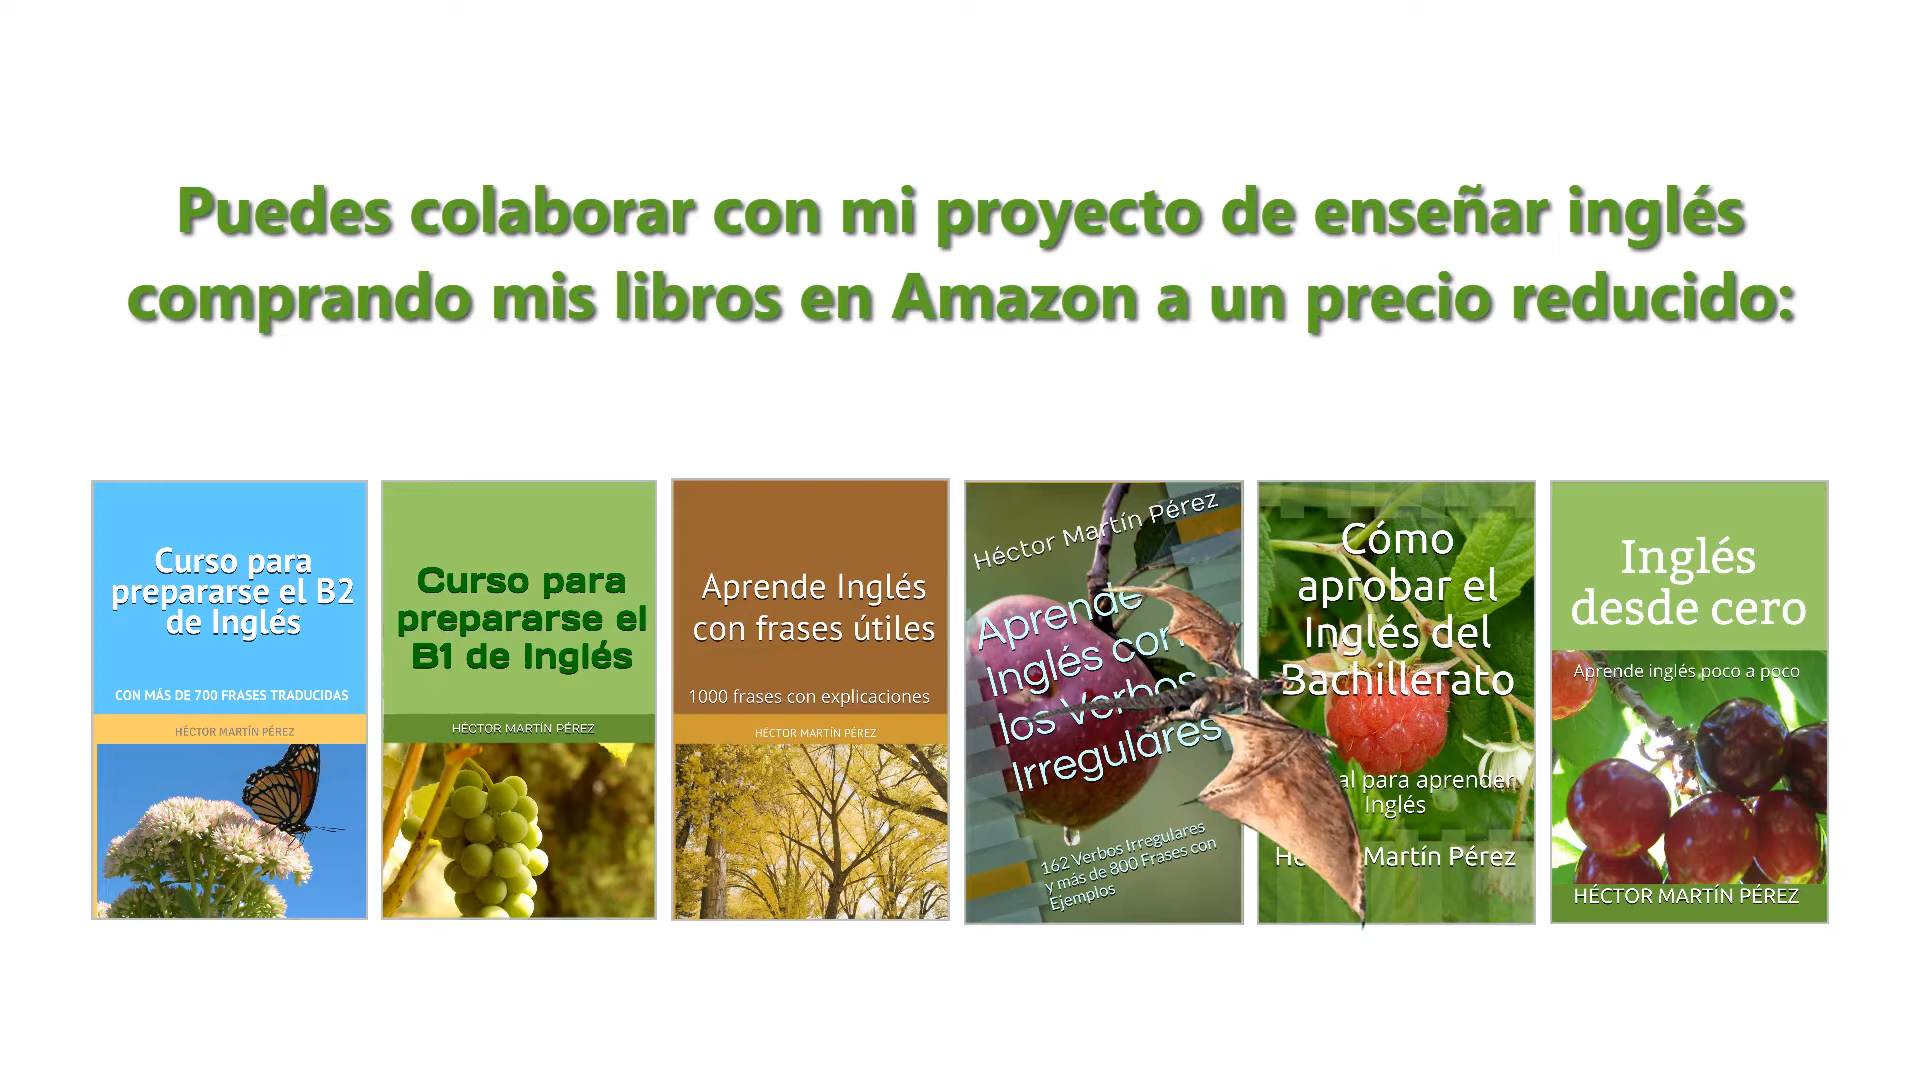 Puedes colaborar con mi proyecto de enseñar inglés
comprando mis libros en Amazon a un precio reducido:
Curso para
prepararse el B2
de Inglés
CON MÁS DE 700 FRASES TRADUCIDAS
HÉCTOR MARTÍN PÉREZ
Curso para
prepararse el
B1 de Inglés
HÉCTOR MARTÍN PÉREZ
Aprende Inglés
con frases útiles
1000 frases con explicaciones
HÉCTOR MARTÍN PÉREZ
Héctor Martín Pérez
Aprende
Inglés con
los Verbos
Irregulares
162 Verbos Irregulares
y más de 800 Frases con
Ejemplos
Cómo
aprobar el
Inglés del
Bachillerato
para aprender
Inglés
Martín Pérez
Inglés
desde cero
Aprende inglés poco a poco
HÉCTOR MARTÍN PÉREZ